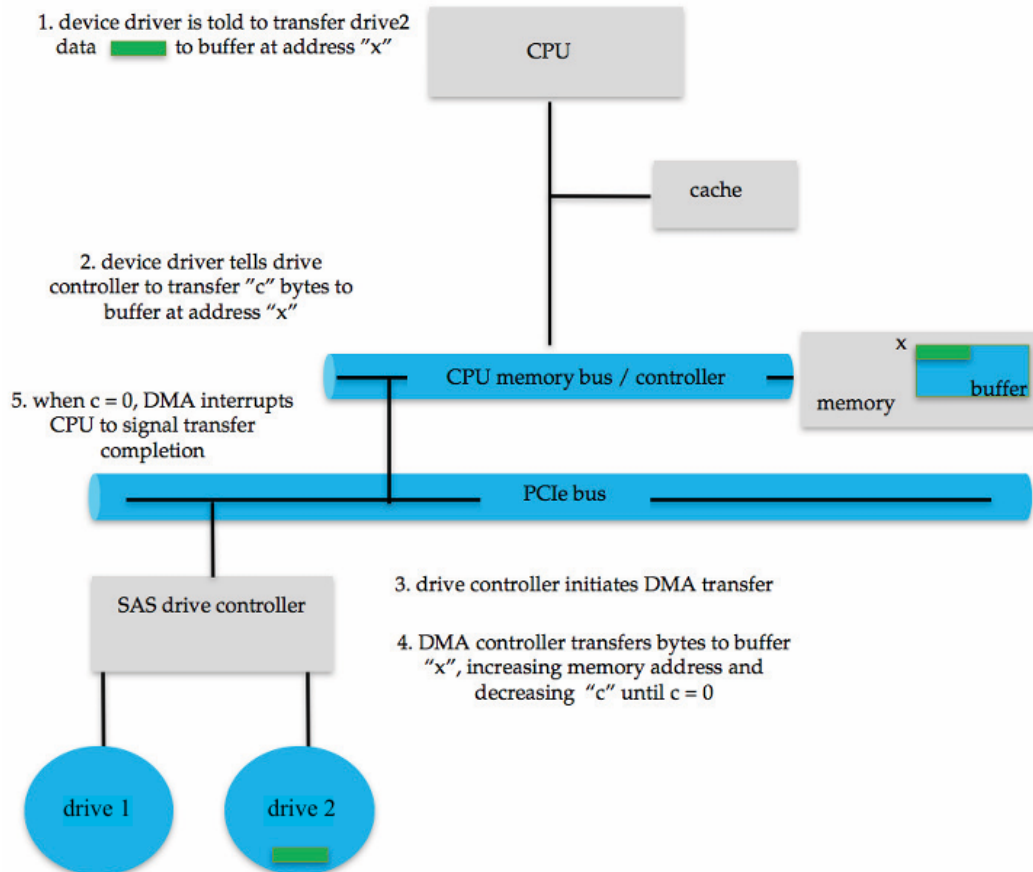 1. device driver is told to transfer drive2
data to buffer at address "x"
CPU
cache
2. device driver tells drive
controller to transfer "c" bytes to
buffer at address "x"
x
buffer
memory
CPU memory bus / controller
5. when c = 0, DMA interrupts
CPU to signal transfer
completion
PCIe bus
SAS drive controller
3. drive controller initiates DMA transfer
4. DMA controller transfers bytes to buffer
"x", increasing memory address and
decreasing "c" until c = 0
drive 1
drive 2